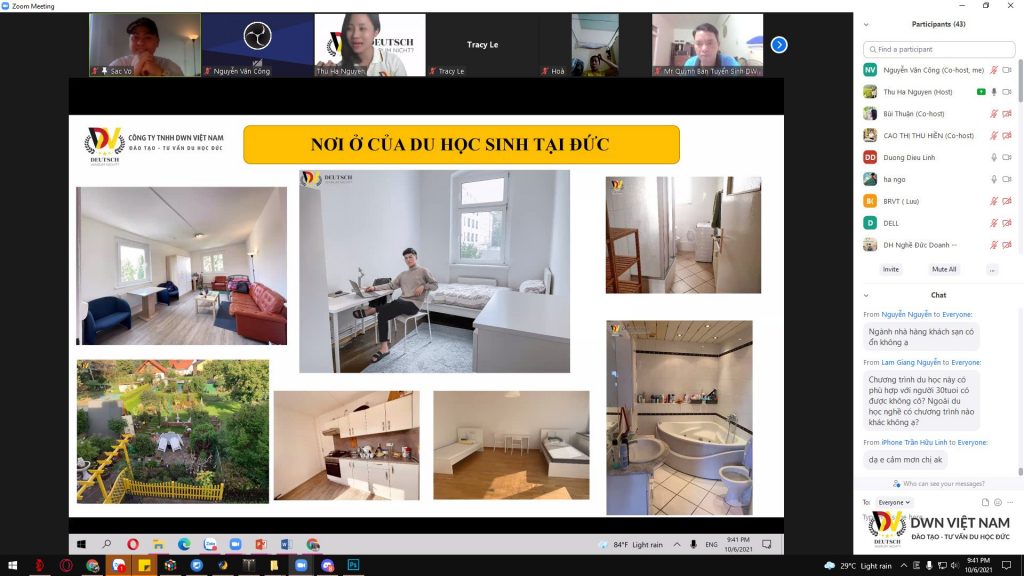 Zoom Meeting
Sac Vo
Nguyễn Văn Công
DEUTSCH
WARUM NICHT?
Thu Ha Nguyen
Tracy Le
Tracy Le
Hoà
Mr Quỳnh Ban Tuyển Sinh DW...
DEUTSCH
WARUM NICHT?
CÔNG TY TNHH DWN VIỆT NAM
ĐÀO TẠO - TƯ VẤN DU HỌC ĐỨC
NƠI Ở CỦA DU HỌC SINH TẠI ĐỨC
DEUTSCH
WARUM NICHT?
84°F Light rain
ENG
9:41 PM
10/6/2021
Participants (43)
Find a participant
NV Nguyễn Văn Công (Co-host, me)
Thu Ha Nguyen (Host)
Bùi Thuận (Co-host)
CAO THỊ THU HIỀN (Co-host)
DD Duong Dieu Linh
ha ngo
B( BRVT ( Luu)
D DELL
DH Nghề Đức Doanh ...
Invite
Mute All
...
Chat
From Nguyễn Nguyễn to Everyone:
Ngành nhà hàng khách sạn có
ổn không ạ
From Lam Giang Nguyễn to Everyone:
Chương trình du học này có
phù hợp với người 30tuoi có
được không cô? Ngoài du
học nghề có chương trình nào
khác không ạ?
From iPhone Trần Hữu Linh to Everyone:
dạ e cảm mơn chị ak
Who can see your messages?
To: Everyone
DEUTSCH
WARUM NICHT?
DWN VIỆT NAM
ĐÀO TẠO - TƯ VẤN DU HỌC ĐỨC
29°C Light rain
9:41 PM
10/6/2021